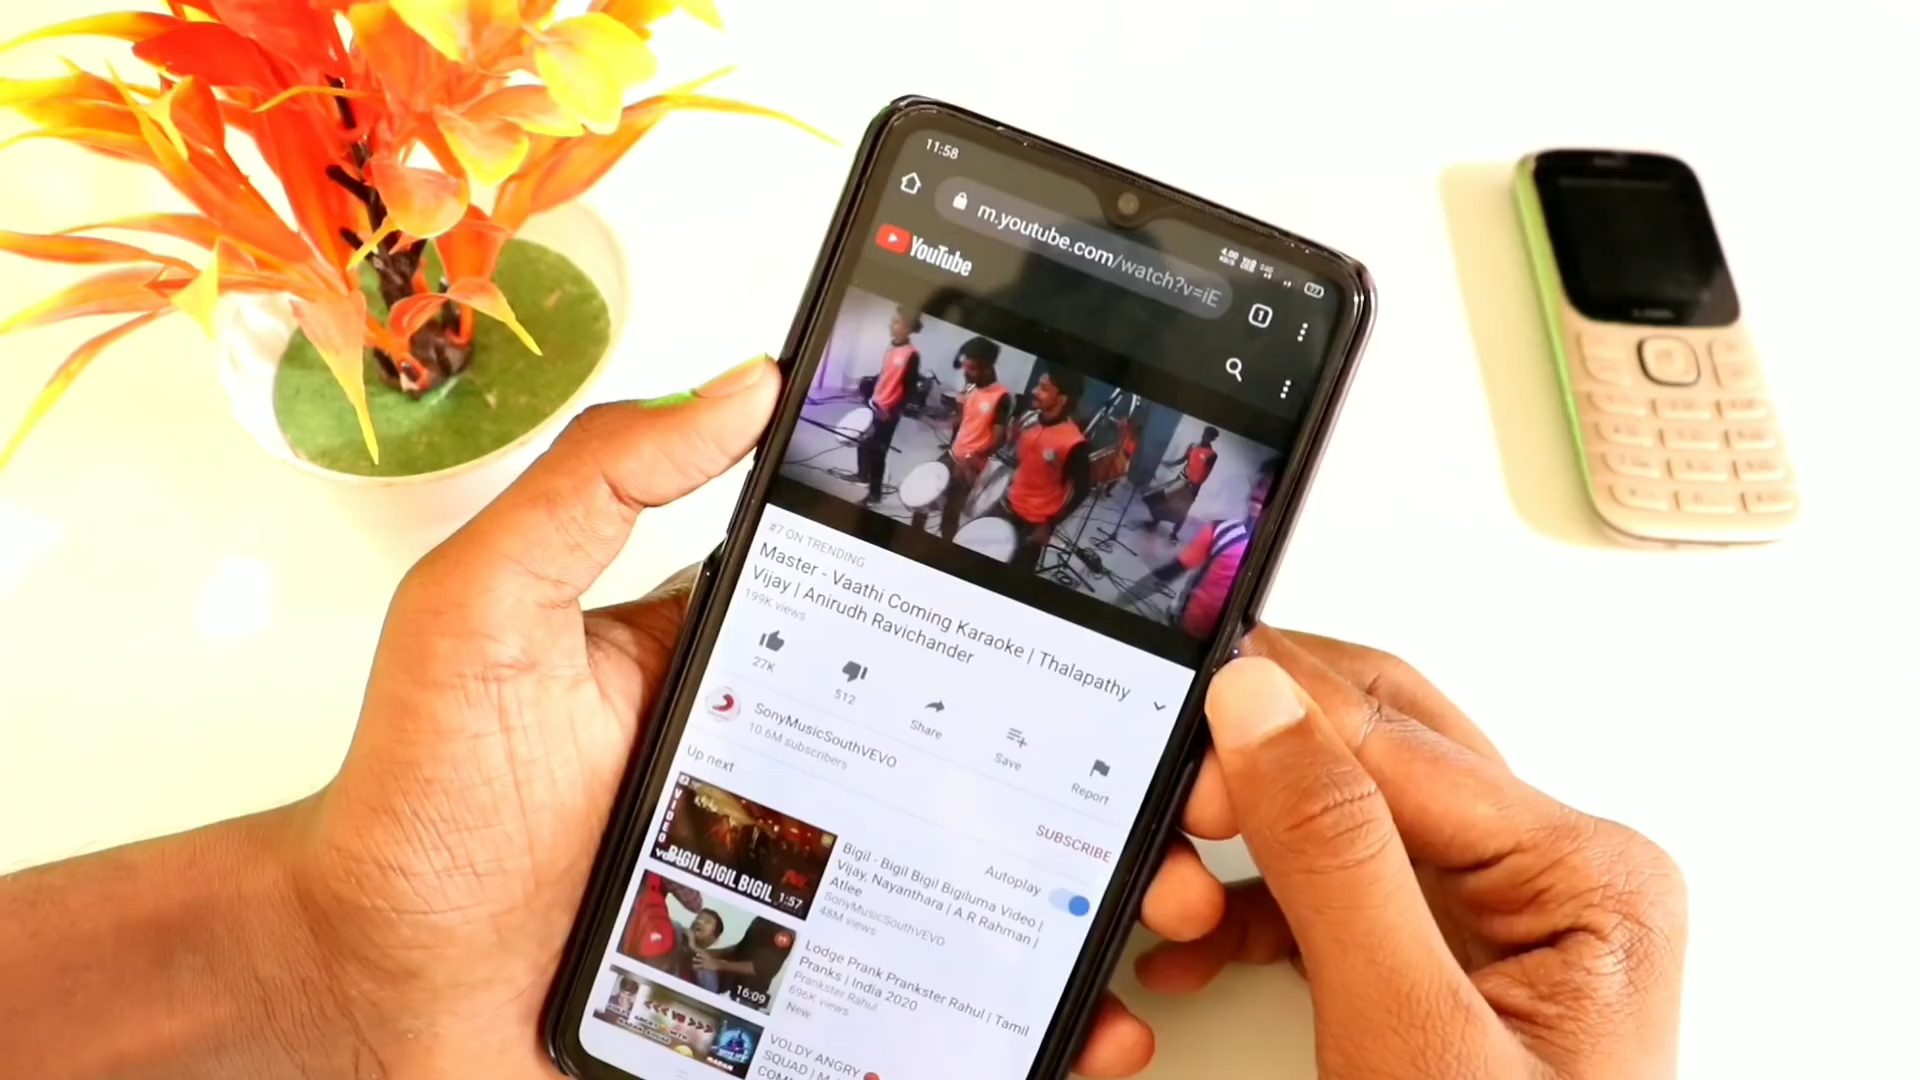 11:58
m.youtube.com/watch?v=iE
1
YouTube
#7 ON TRENDING
Master - Vaathi Coming Karaoke | Thalapathy
Vijay | Anirudh Ravichander
199K views
27K
512
Share
Save
Report
SonyMusicSouthVEVO
10.6M subscribers
SUBSCRIBE
Up next
Autoplay
VIDEO
BIGIL BIGIL BIGIL
1:57
Bigil - Bigil Bigil Bigiluma Video |
Vijay, Nayanthara | A.R Rahman |
Atlee
SonyMusicSouthVEVO
48M views
16:09
Lodge Prank Prankster Rahul | Tamil
Pranks | India 2020
Prankster Rahul
696K views
New
VOLDY ANGRY
SQUAD |